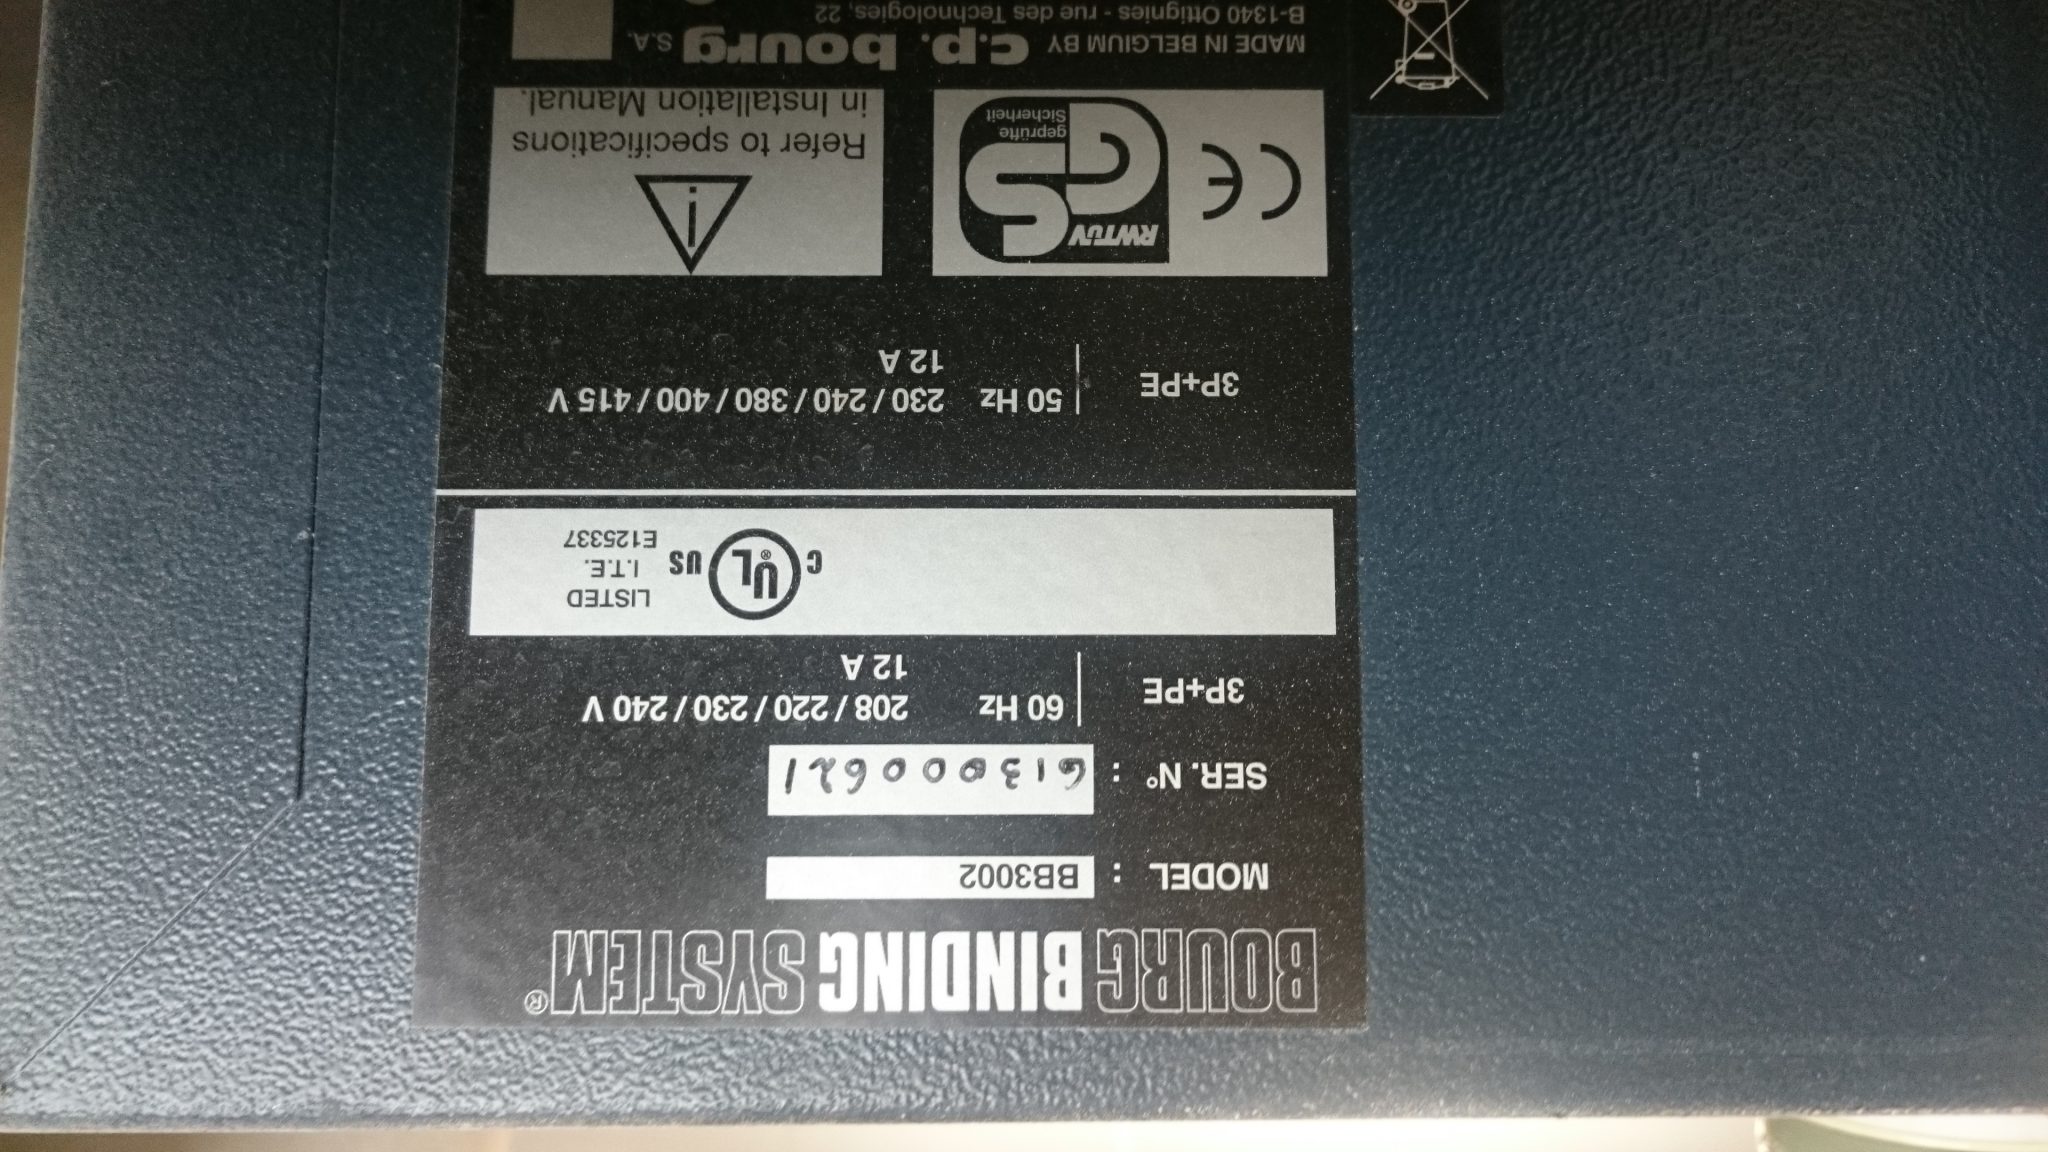 BOURG BINDING SYSTEM®
MODEL : BB3002
SER. N° : 613000621
3P+PE 60 Hz 208 / 220 / 230 / 240 V
12 A
C UL® US LISTED
I.T.E.
E125337
3P+PE 50 Hz 230 / 240 / 380 / 400 / 415 V
12 A
CE
RWTÜV
GS
geprüfte
Sicherheit
i
Refer to specifications
in Installation Manual.
MADE IN BELGIUM BY c.p. bourg S.A.
B-1340 Ottignies - rue des Technologies, 22